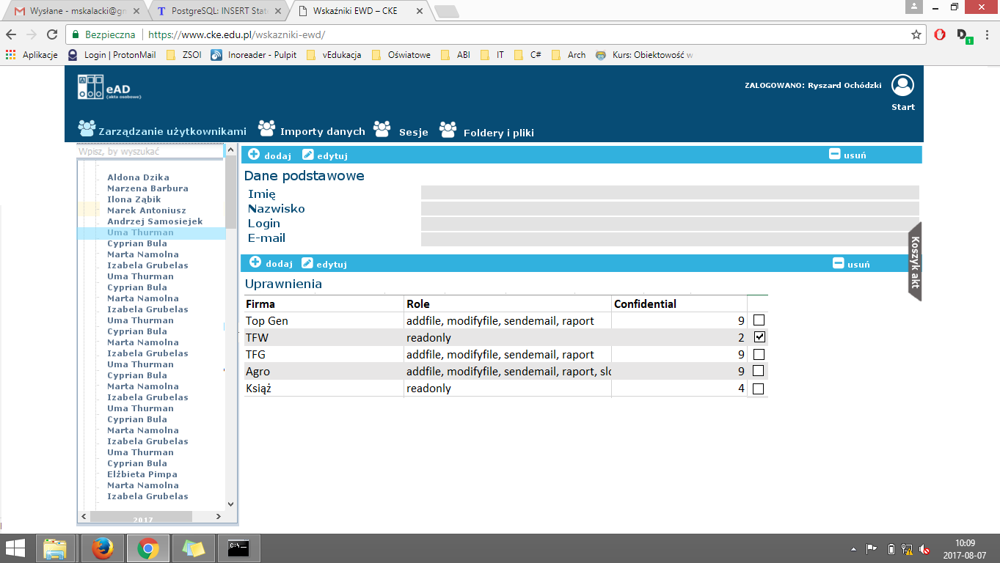 Wysłane - mskalacki@gm
PostgreSQL: INSERT Stat
Wskaźniki EWD – CKE
Bezpieczna
https://www.cke.edu.pl/wskazniki-ewd/
Aplikacje
Login | ProtonMail
ZSOI
Inoreader - Pulpit
vEdukacja
Oświatowe
ABI
IT
C#
Arch
Kurs: Obiektowość w
eAD
(akta osobowe)
ZALOGOWANO: Ryszard Ochódzki
Start
Zarządzanie użytkownikami
Importy danych
Sesje
Foldery i pliki
Wpisz, by wyszukać
Aldona Dzika
Marzena Barbura
Ilona Ząbik
Marek Antoniusz
Andrzej Samosiejek
Uma Thurman
Cyprian Bula
Marta Namolna
Izabela Grubelas
Uma Thurman
Cyprian Bula
Marta Namolna
Izabela Grubelas
Uma Thurman
Cyprian Bula
Marta Namolna
Izabela Grubelas
Uma Thurman
Cyprian Bula
Marta Namolna
Izabela Grubelas
Uma Thurman
Cyprian Bula
Marta Namolna
Izabela Grubelas
Uma Thurman
Cyprian Bula
Elżbieta Pimpa
Marta Namolna
Izabela Grubelas
2017
dodaj edytuj usuń
Dane podstawowe
Imię
Nazwisko
Login
E-mail
dodaj edytuj usuń
Uprawnienia
Firma Role Confidential
Top Gen addfile, modifyfile, sendemail, raport 9
TFW readonly 2
TFG addfile, modifyfile, sendemail, raport 9
Agro addfile, modifyfile, sendemail, raport, slo 9
Książ readonly 4
Koszyk akt
10:09
2017-08-07